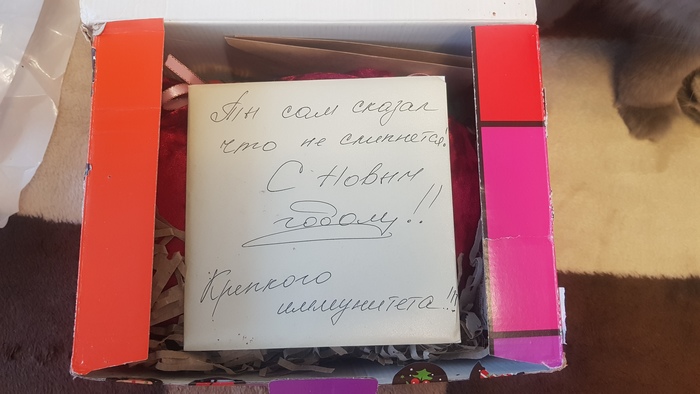 Ты сам сказал
что не слипнется!
С Новым
годом!!
Крепкого
иммунитета!!!